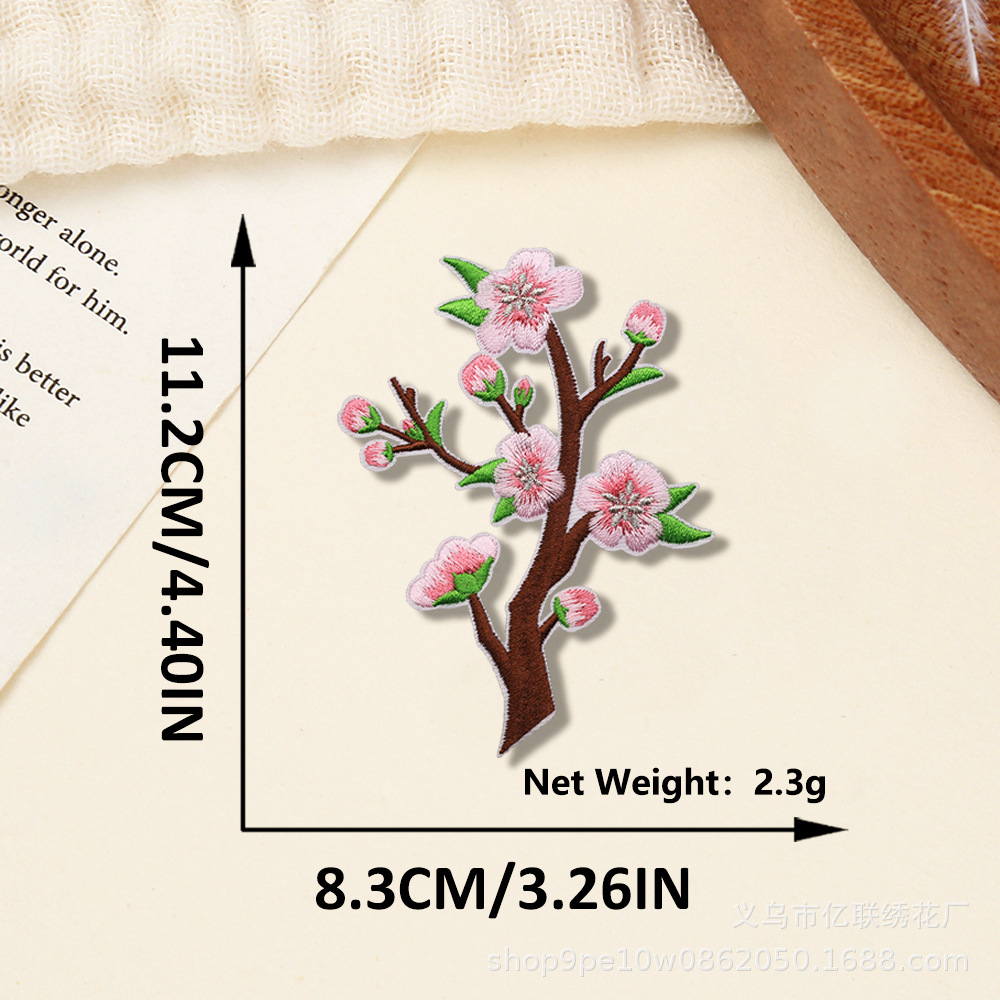 onger alone.
orld for him.
is better
like
11.2CM/4.40IN
Net Weight: 2.3g
8.3CM/3.26IN
义乌市亿联绣花厂
shop9pe10w0862050.1688.com